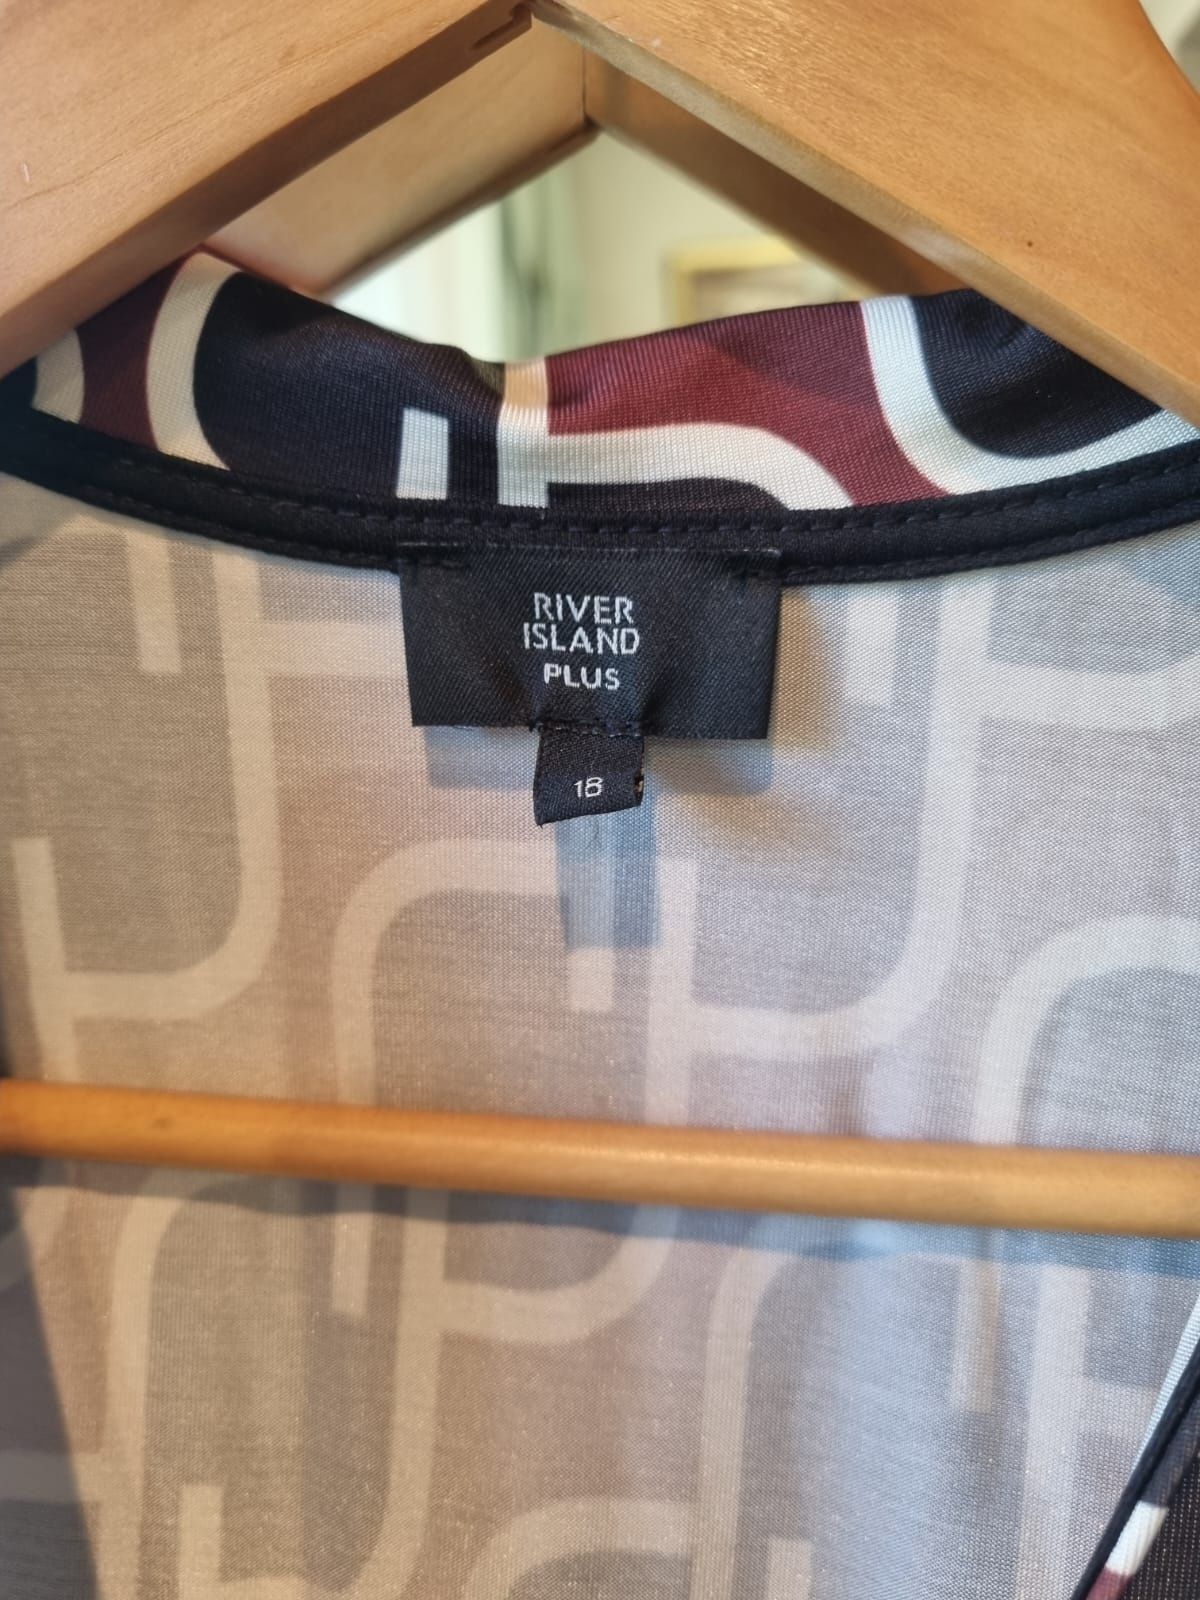 RIVER
ISLAND
PLUS
18